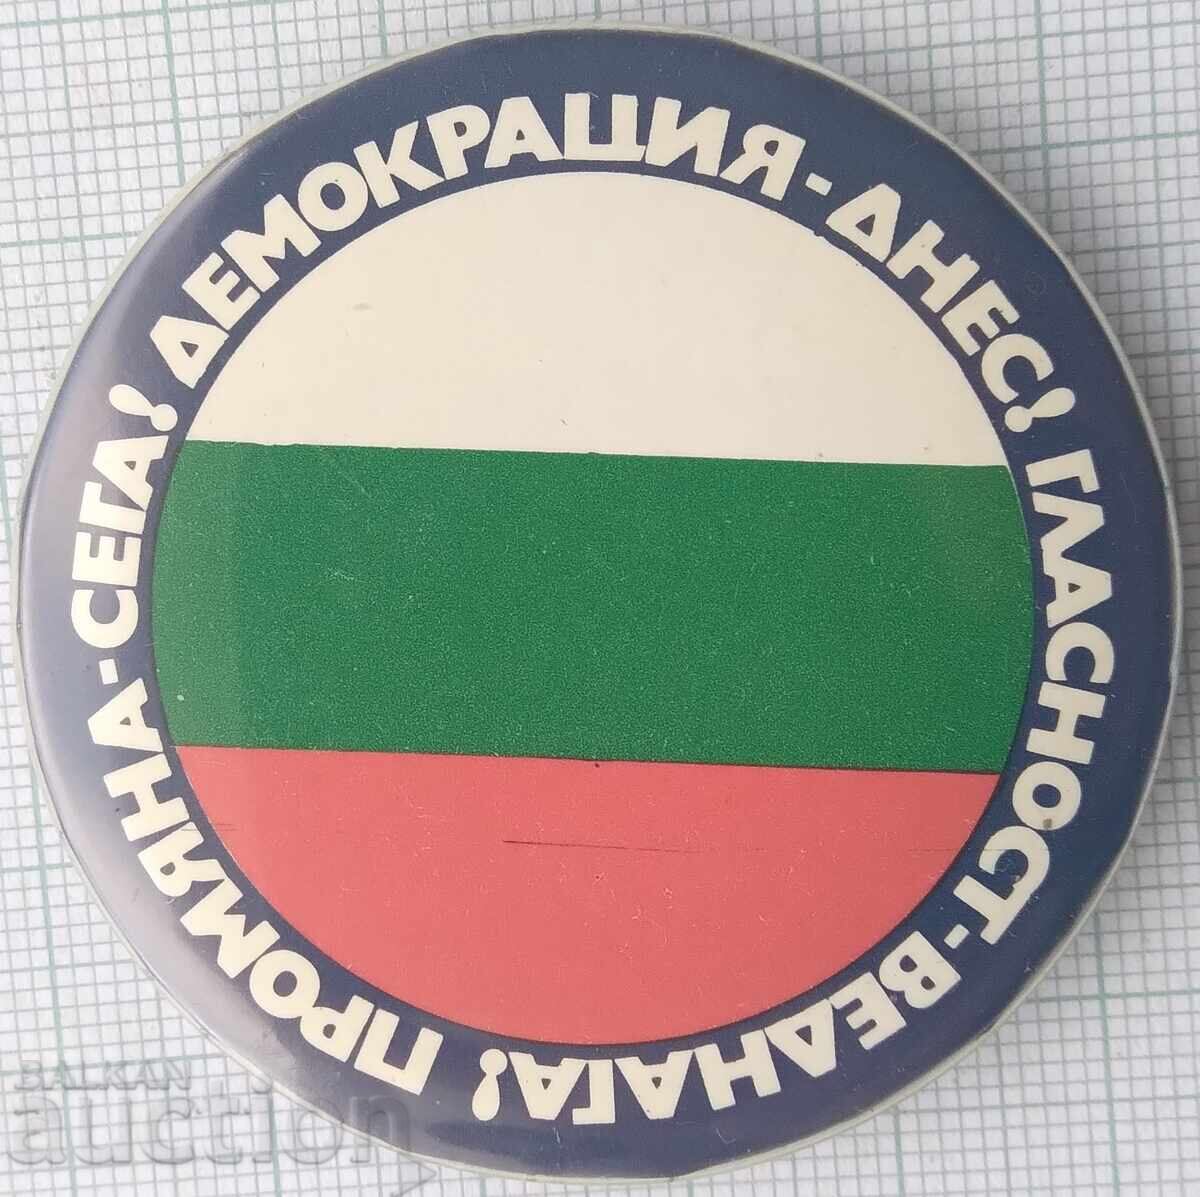 ДЕМОКРАЦИЯ-ДНЕС! ГЛАСНОСТ-ВЕДНАГА! ПРОМЯНА-СЕГА!
BALKAN
auction